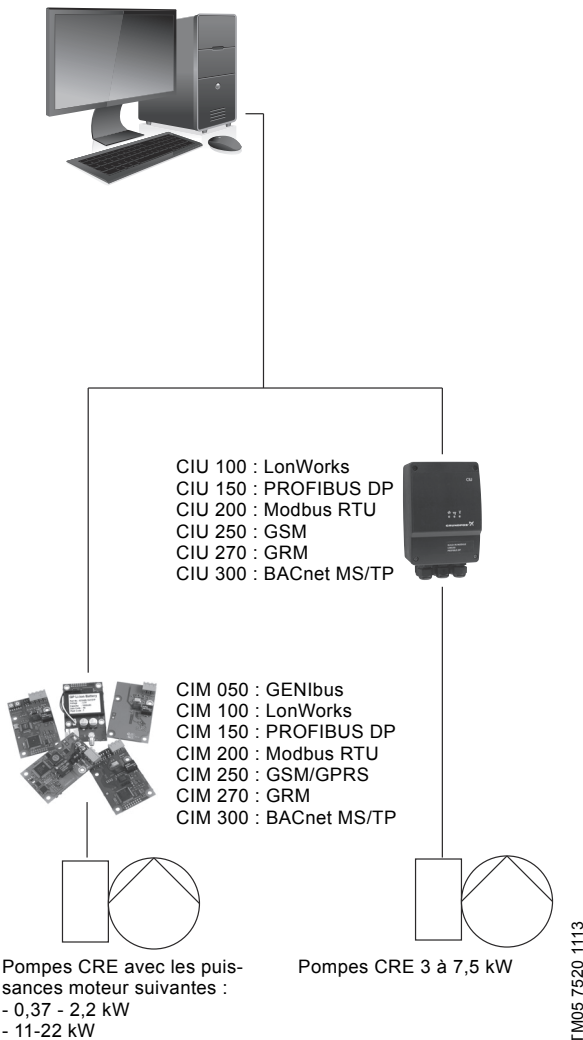 CIU 100 : LonWorks
CIU 150 : PROFIBUS DP
CIU 200 : Modbus RTU
CIU 250 : GSM
CIU 270 : GRM
CIU 300 : BACnet MS/TP
CIU
CIM 050 : GENIbus
CIM 100 : LonWorks
CIM 150 : PROFIBUS DP
CIM 200 : Modbus RTU
CIM 250 : GSM/GPRS
CIM 270 : GRM
CIM 300 : BACnet MS/TP
Pompes CRE avec les puis-
sances moteur suivantes :
- 0,37 - 2,2 kW
- 11-22 kW
Pompes CRE 3 à 7,5 kW
TM05 7520 1113